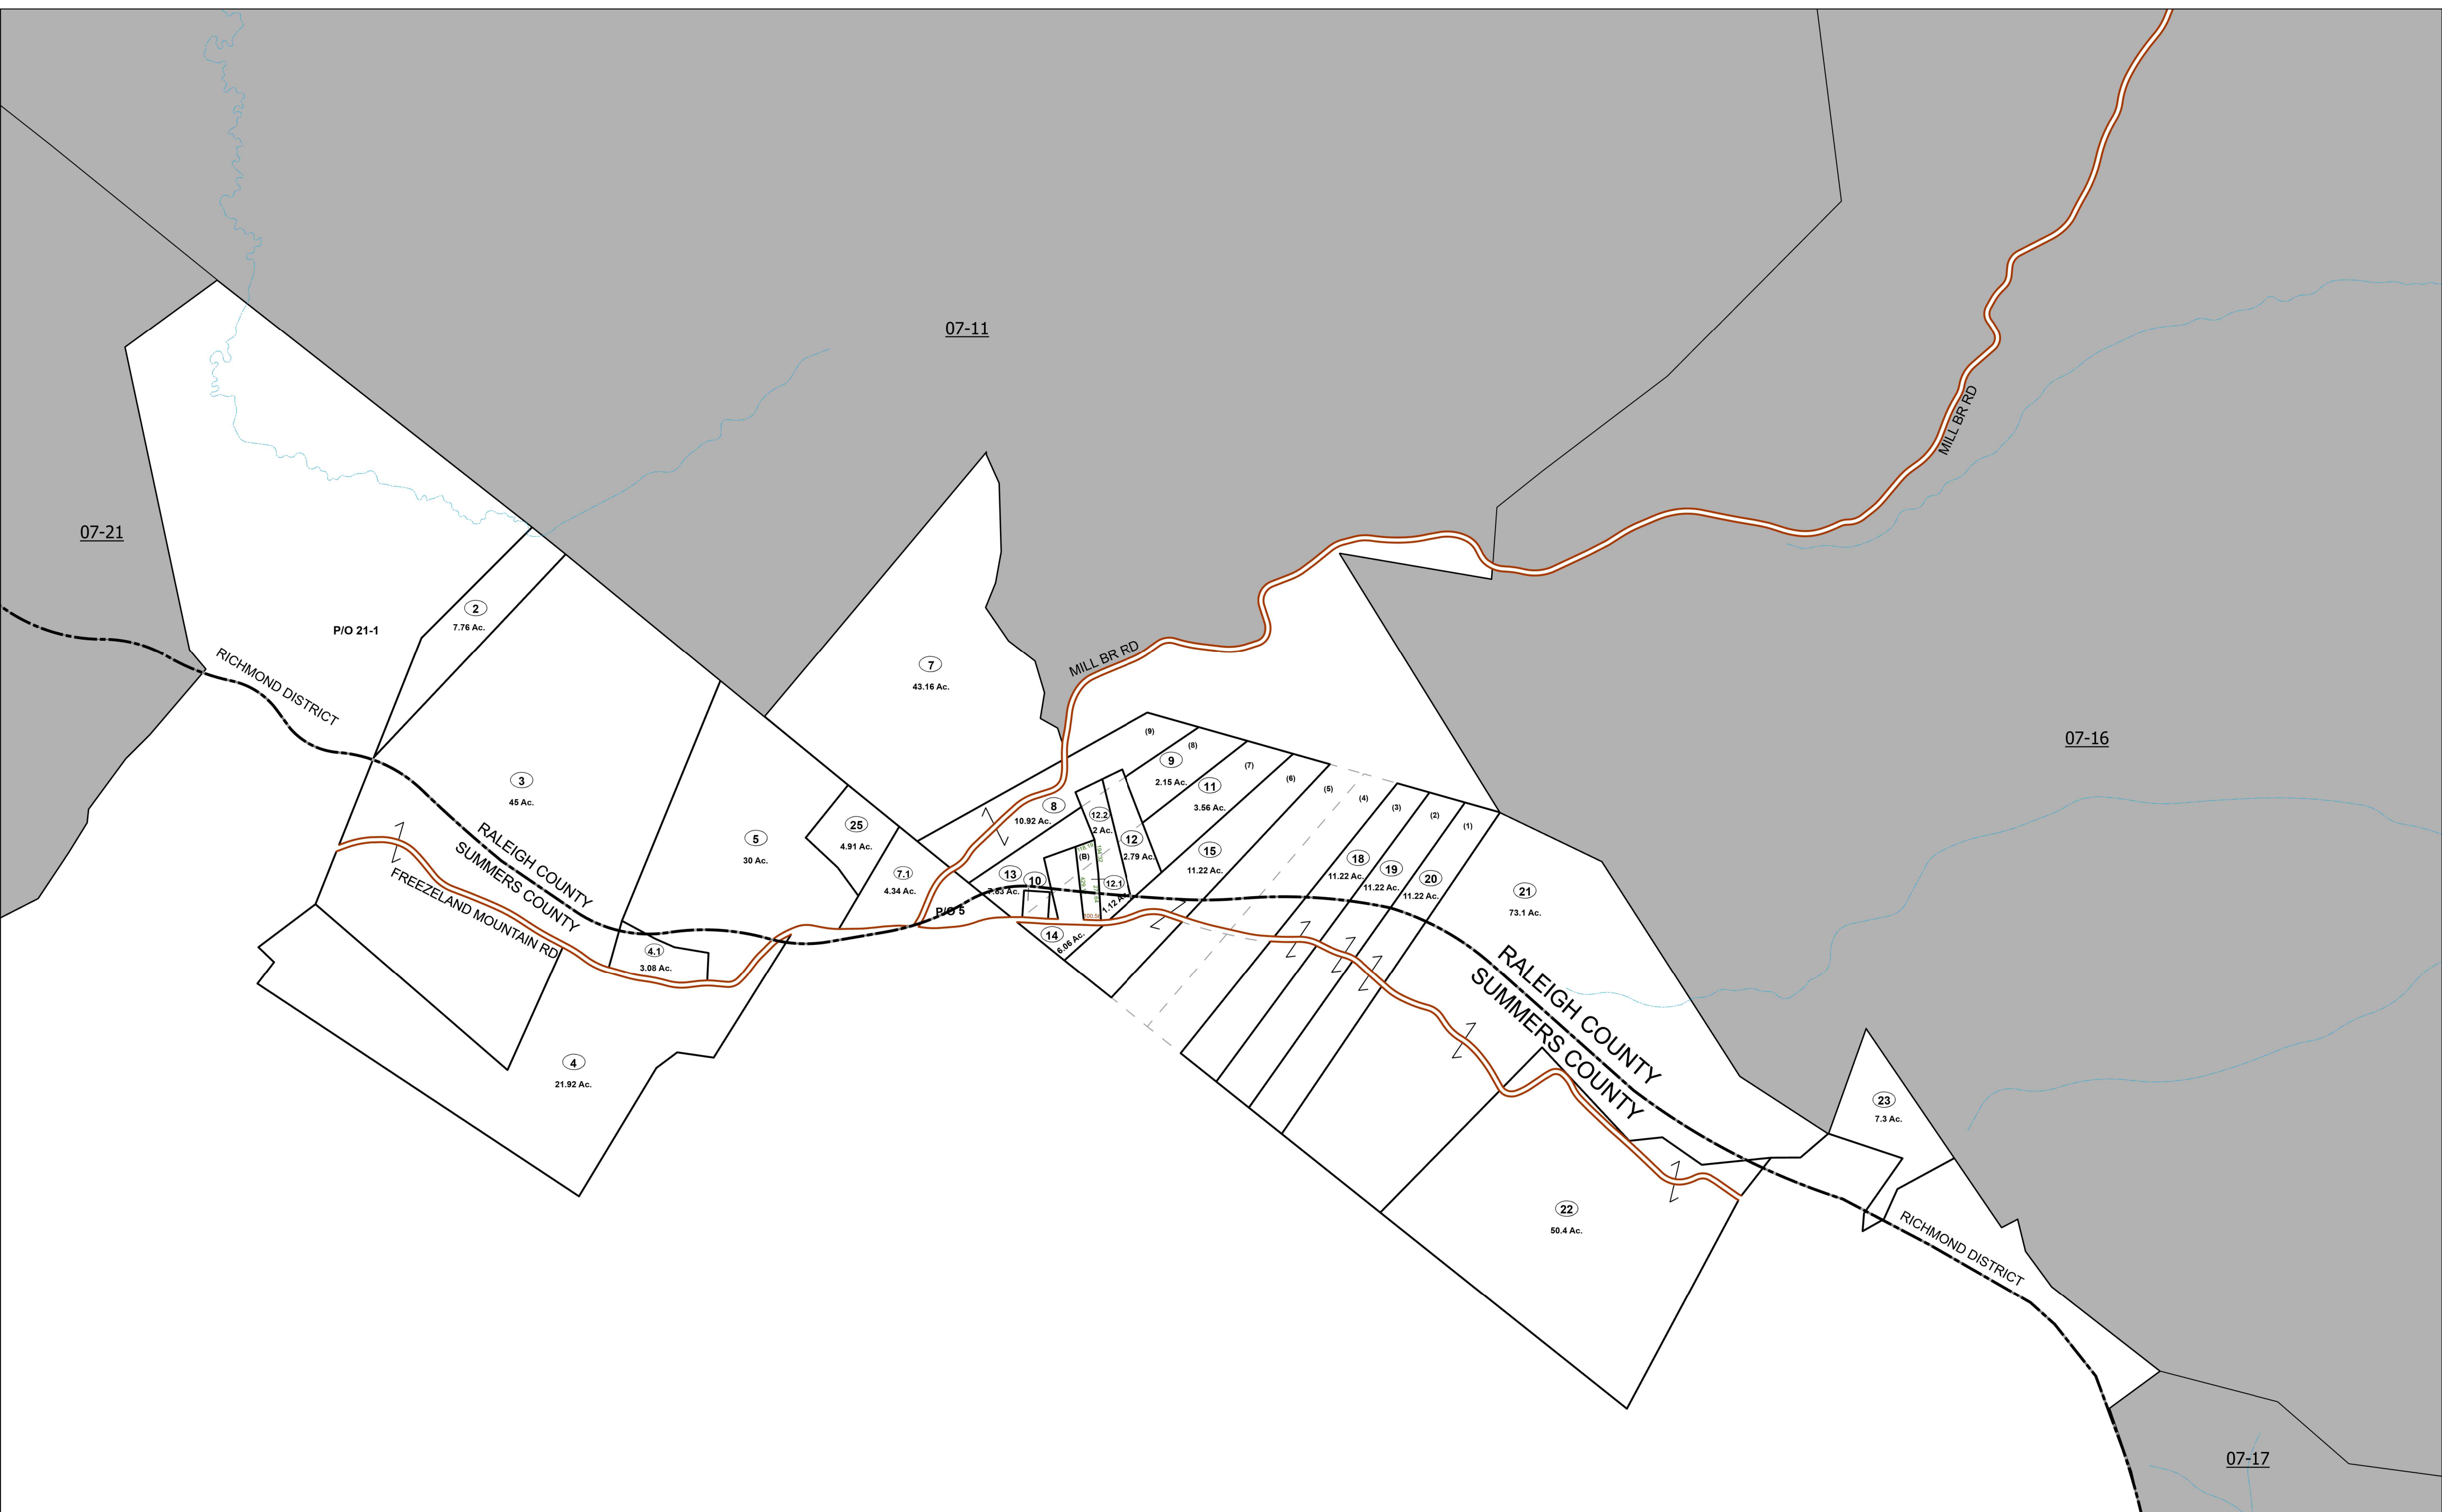 07-11
07-21
MILL BR RD
2
7.76 Ac.
P/O 21-1
RICHMOND DISTRICT
7
43.16 Ac.
MILL BR RD
07-16
3
45 Ac.
(9)
(8)
(7)
(6)
(5)
(4)
(3)
(2)
(1)
9
2.15 Ac.
11
3.56 Ac.
8
10.92 Ac.
12.2
2 Ac.
12
2.79 Ac.
25
4.91 Ac.
5
30 Ac.
RALEIGH COUNTY
SUMMERS COUNTY
FREEZELAND MOUNTAIN RD
7.1
4.34 Ac.
13
7.83 Ac.
10
(B)
12.1
1.12 Ac.
15
11.22 Ac.
18
11.22 Ac.
19
11.22 Ac.
20
11.22 Ac.
21
73.1 Ac.
P/O 5
14
6.06 Ac.
4.1
3.08 Ac.
RALEIGH COUNTY
SUMMERS COUNTY
4
21.92 Ac.
23
7.3 Ac.
22
50.4 Ac.
RICHMOND DISTRICT
07-17